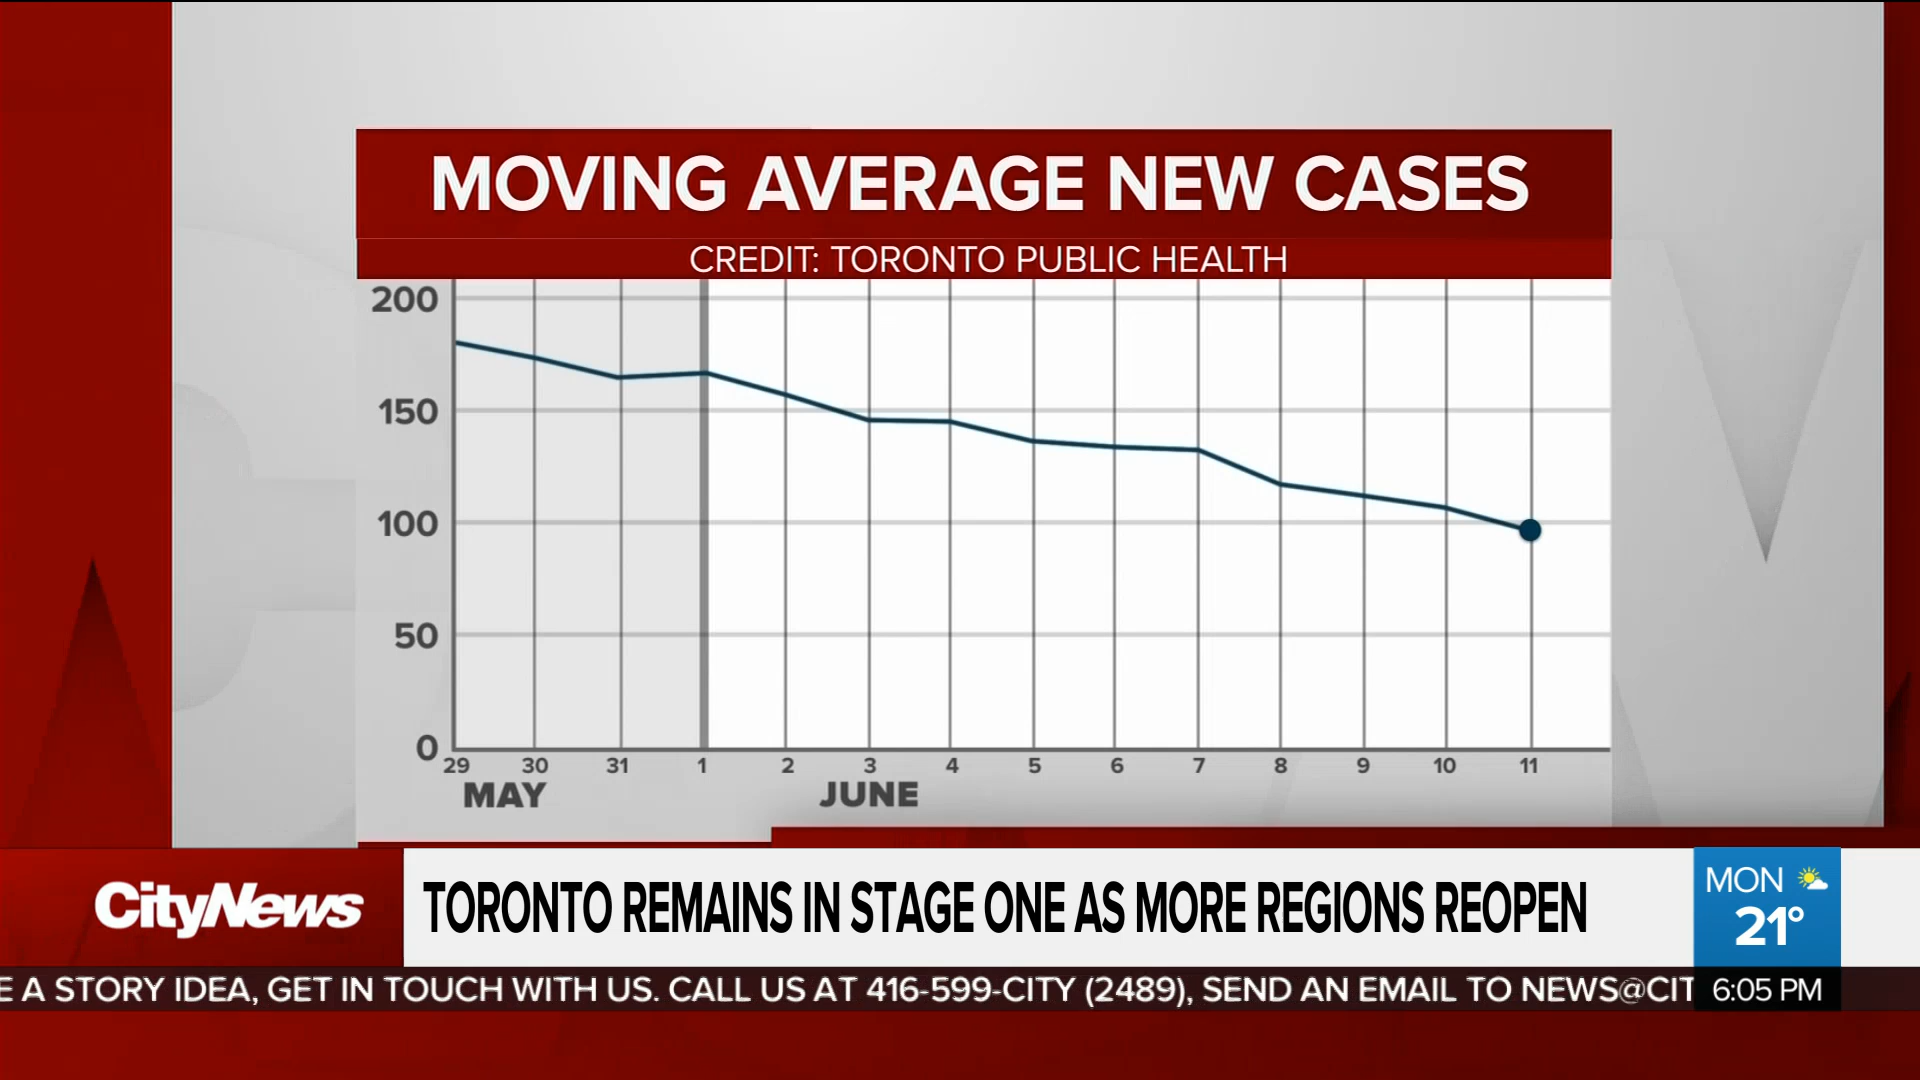 MOVING AVERAGE NEW CASES
CREDIT: TORONTO PUBLIC HEALTH
200
150
100
50
0
29 30 31 1 2 3 4 5 6 7 8 9 10 11
MAY JUNE
CityNews
TORONTO REMAINS IN STAGE ONE AS MORE REGIONS REOPEN
MON
21°
E A STORY IDEA, GET IN TOUCH WITH US. CALL US AT 416-599-CITY (2489), SEND AN EMAIL TO NEWS@CIT
6:05 PM